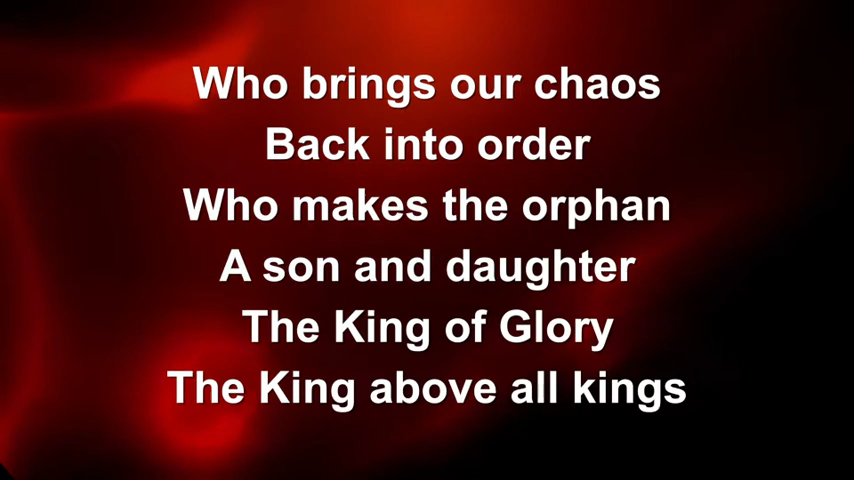 Who brings our chaos
Back into order
Who makes the orphan
A son and daughter
The King of Glory
The King above all kings